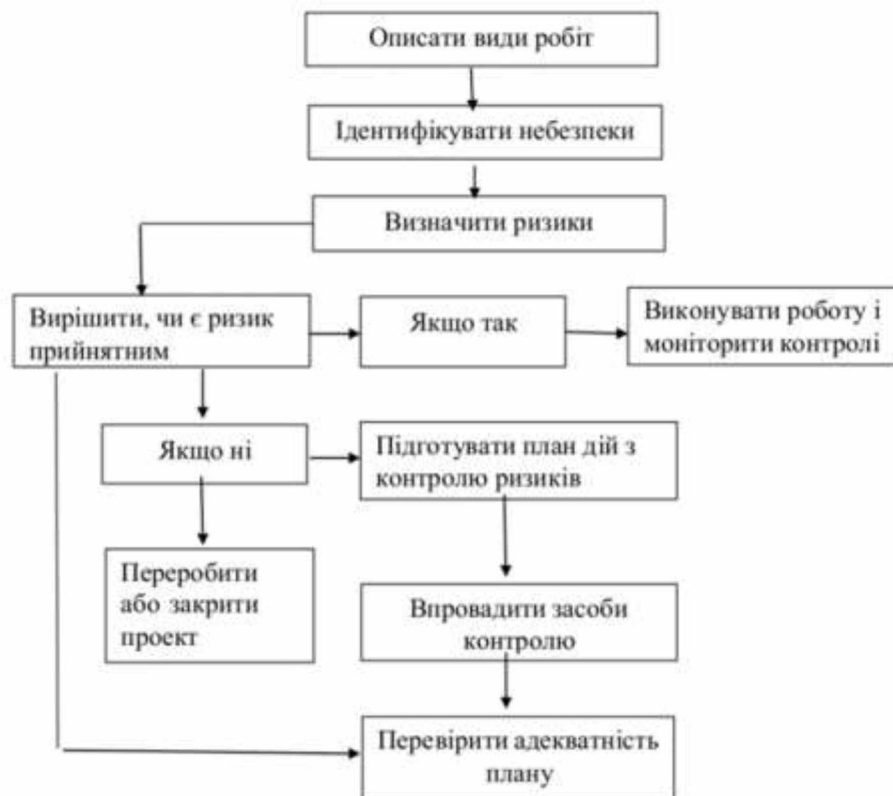 Описати види робіт
Ідентифікувати небезпеки
Визначити ризики
Вирішити, чи є ризик
прийнятним
Якщо так
Виконувати роботу і
моніторити контролі
Якщо ні
Підготувати план дій з
контролю ризиків
Переробити
або закрити
проект
Впровадити засоби
контролю
Перевірити адекватність
плану